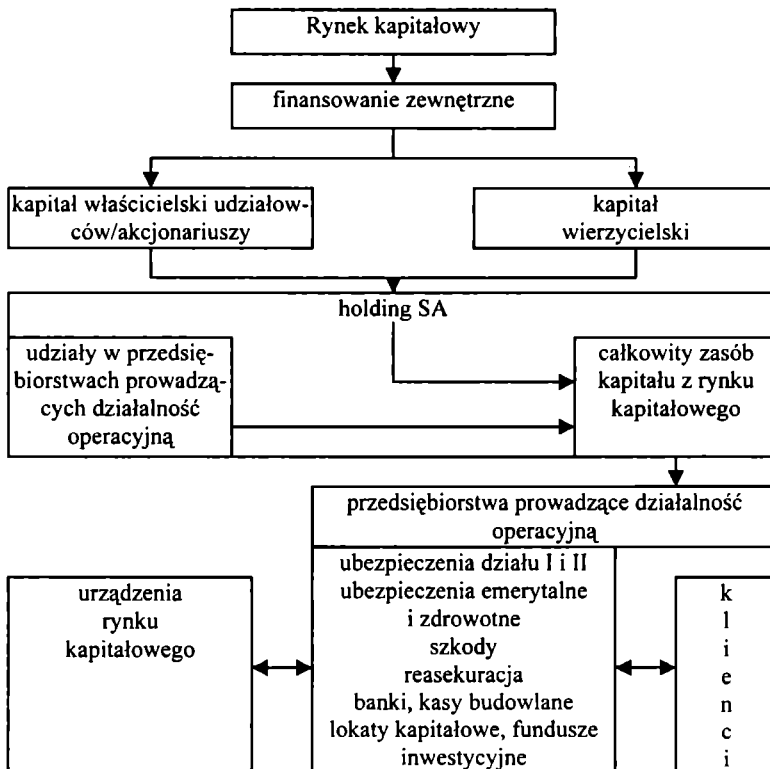 Rynek kapitałowy
finansowanie zewnętrzne
kapitał właścicielski udziałow-
ców/akcjonariuszy
kapitał
wierzycielski
holding SA
udziały w przedsię-
biorstwach prowadzą-
cych działalność
operacyjną
całkowity zasób
kapitału z rynku
kapitałowego
przedsiębiorstwa prowadzące działalność
operacyjną
urządzenia
rynku
kapitałowego
ubezpieczenia działu I i II
ubezpieczenia emerytalne
i zdrowotne
szkody
reasekuracja
banki, kasy budowlane
lokaty kapitałowe, fundusze
inwestycyjne
k
l
i
e
n
c
i